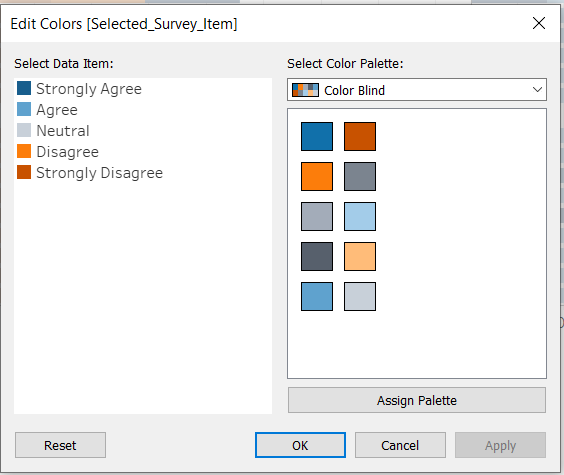 Edit Colors [Selected_Survey_Item]
Select Data Item:
Strongly Agree
Agree
Neutral
Disagree
Strongly Disagree
Select Color Palette:
Color Blind
Assign Palette
Reset
OK
Cancel
Apply